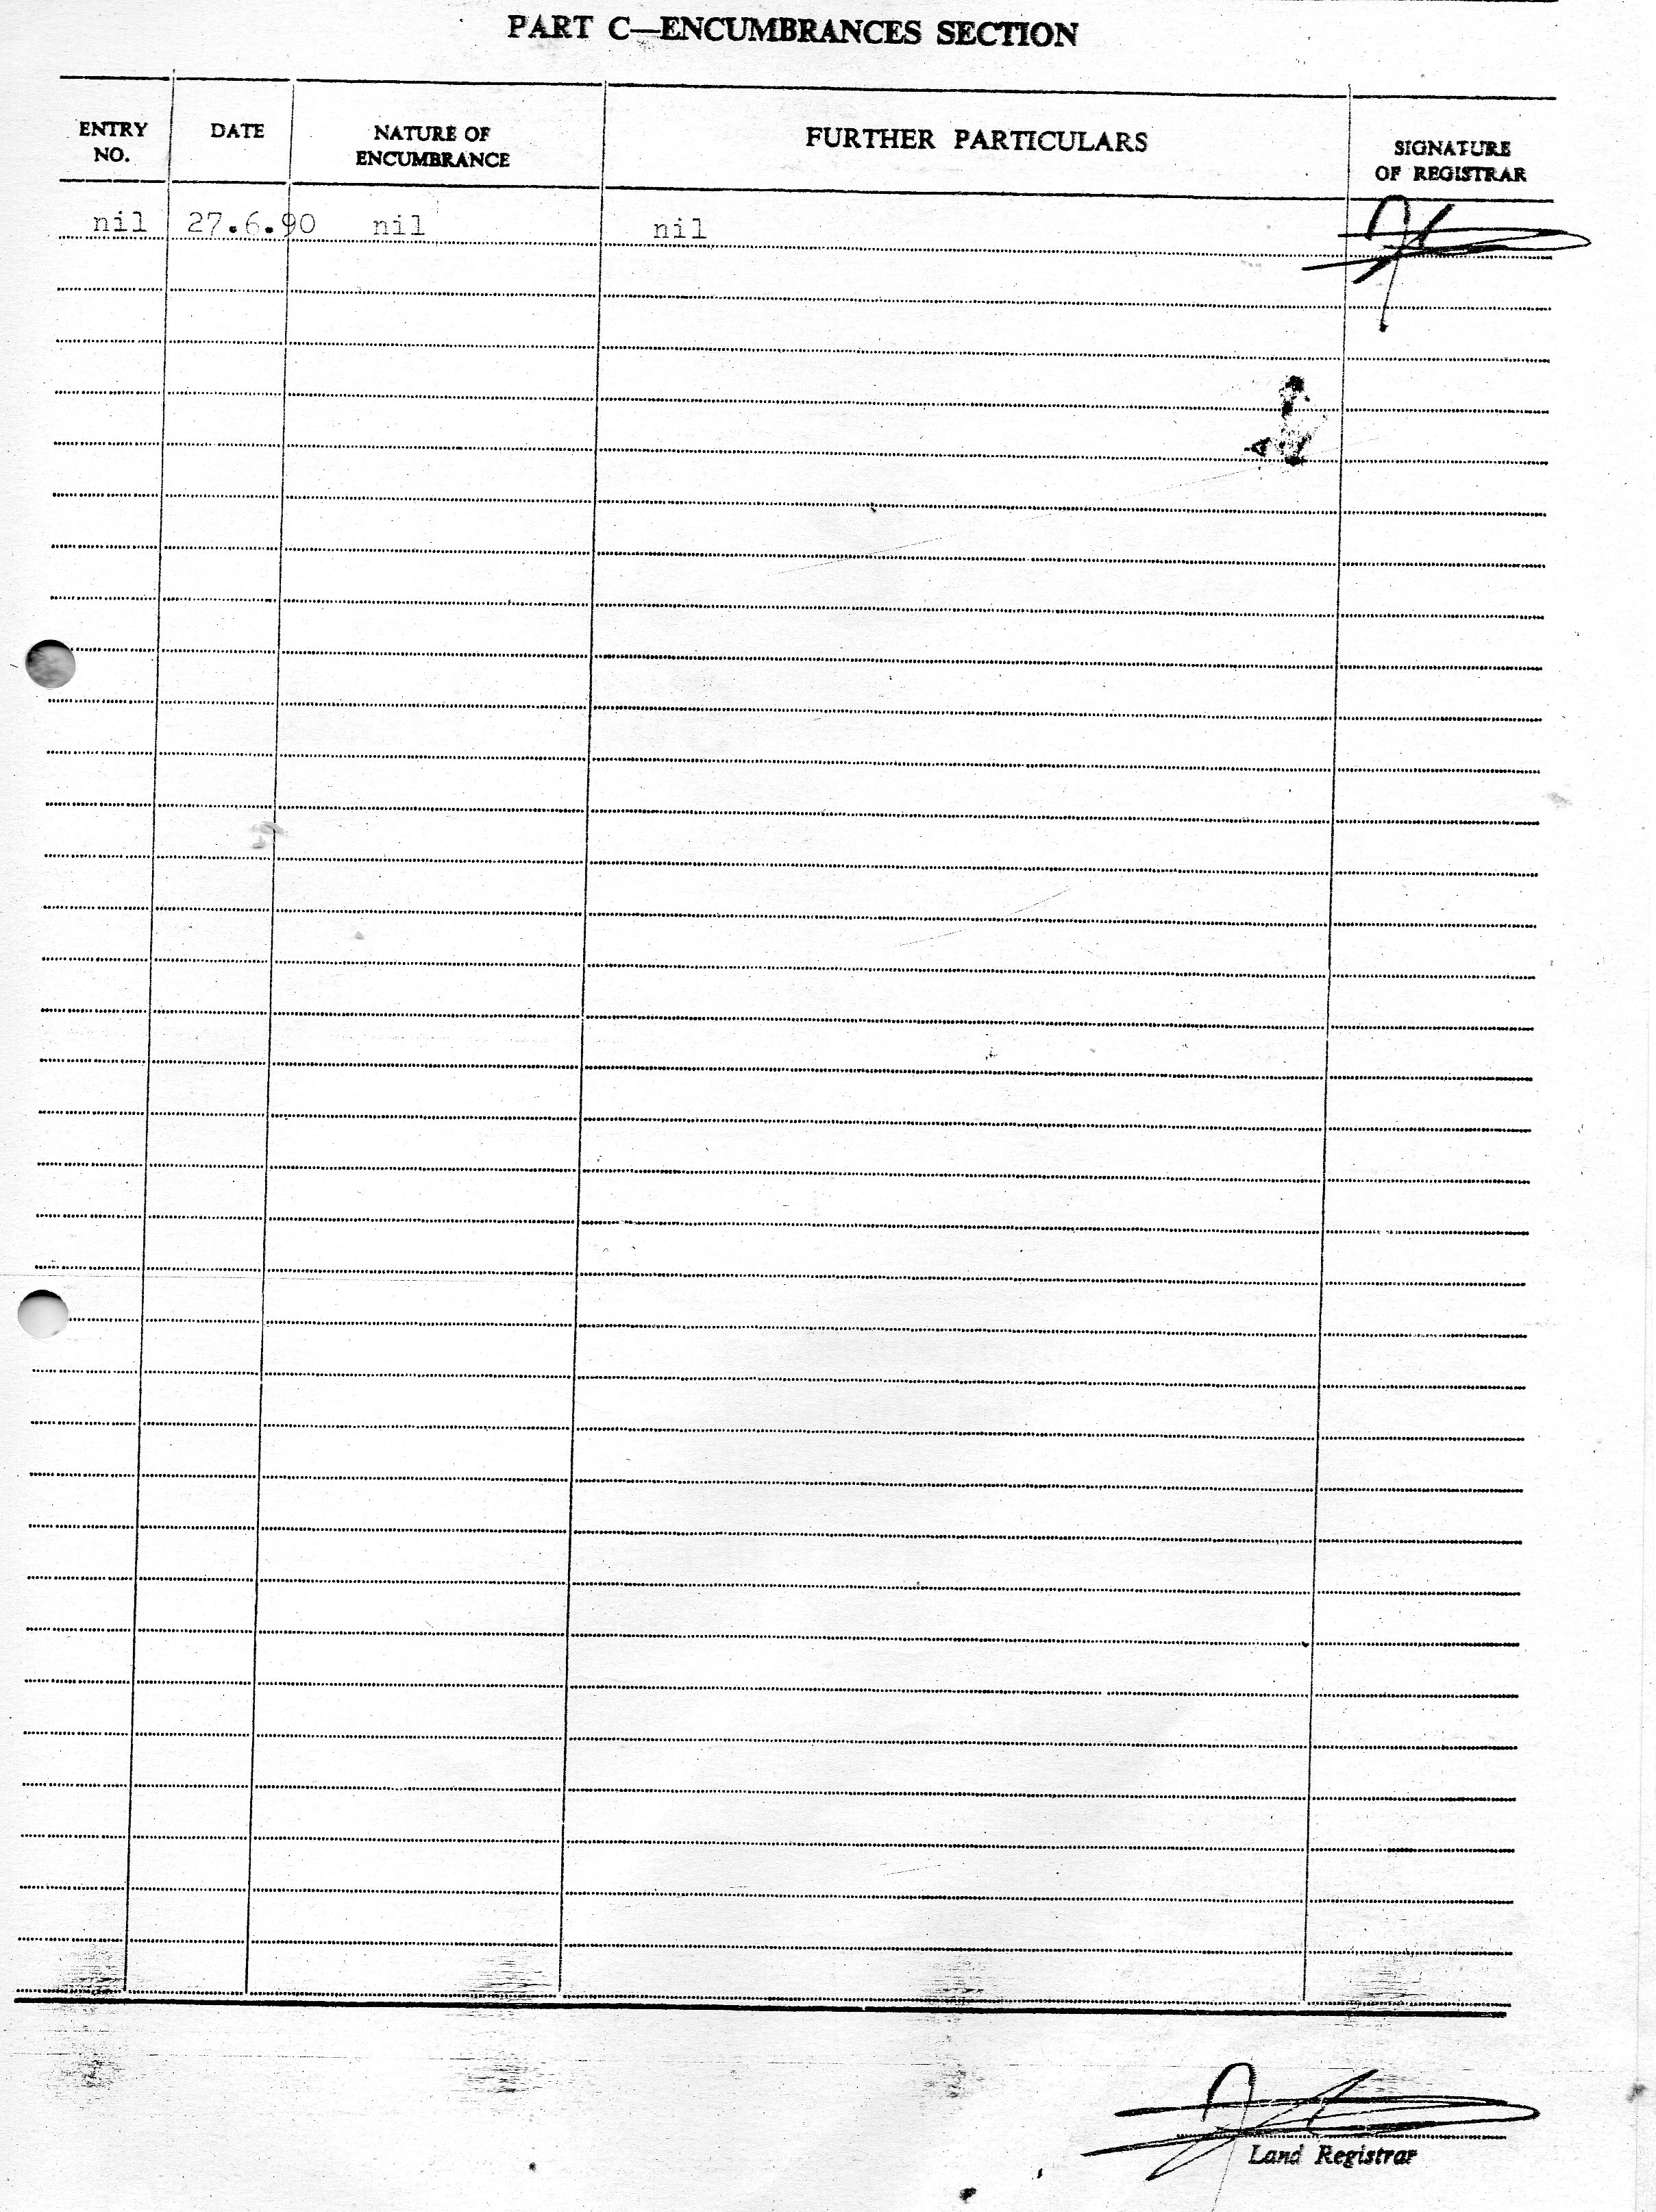 PART C—ENCUMBRANCES SECTION
ENTRY NO.
DATE
NATURE OF ENCUMBRANCE
FURTHER PARTICULARS
SIGNATURE OF REGISTRAR
nil 27.6.90 nil nil
Land Registrar